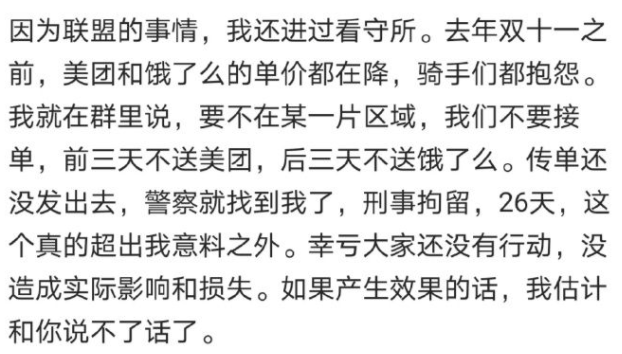 因为联盟的事情，我还进过看守所。去年双十一之
前，美团和饿了么的单价都在降，骑手们都抱怨。
我就在群里说，要不在某一片区域，我们不要接
单，前三天不送美团，后三天不送饿了么。传单还
没发出去，警察就找到我了，刑事拘留，26天，这
个真的超出我意料之外。幸亏大家还没有行动，没
造成实际影响和损失。如果产生效果的话，我估计
和你说不了话了。